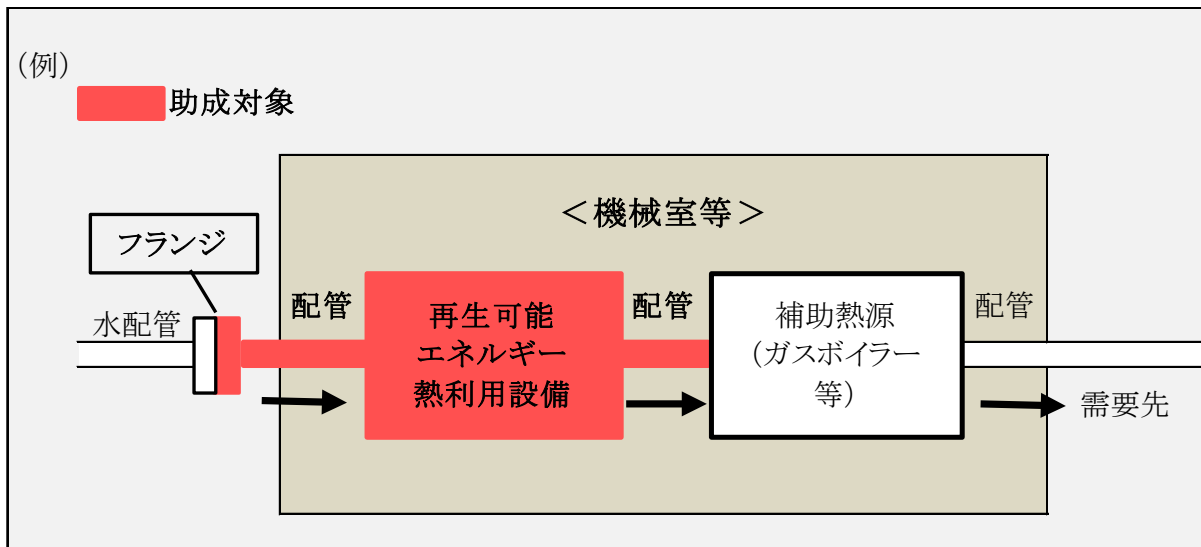 （例）
助成対象
＜機械室等＞
フランジ
水配管
配管
再生可能
エネルギー
熱利用設備
配管
補助熱源
（ガスボイラー
等）
配管
需要先